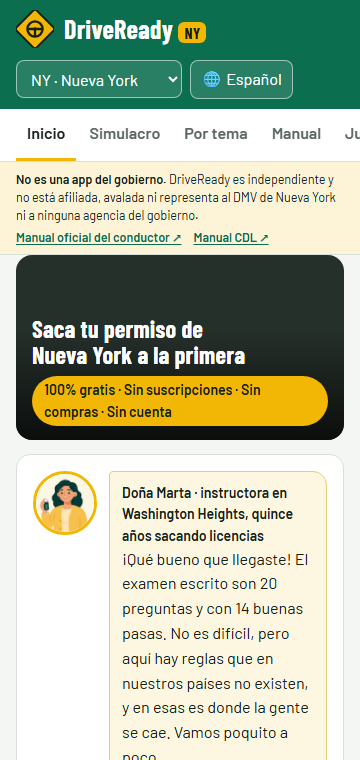 DriveReady NY
NY · Nueva York
Español
Inicio Simulacro Por tema Manual Ju
No es una app del gobierno. DriveReady es independiente y
no está afiliada, avalada ni representa al DMV de Nueva York
ni a ninguna agencia del gobierno.
Manual oficial del conductor ↗ Manual CDL ↗
Saca tu permiso de
Nueva York a la primera
100% gratis · Sin suscripciones · Sin
compras · Sin cuenta
Doña Marta · instructora en
Washington Heights, quince
años sacando licencias
¡Qué bueno que llegaste! El
examen escrito son 20
preguntas y con 14 buenas
pasas. No es difícil, pero
aquí hay reglas que en
nuestros países no existen,
y en esas es donde la gente
se cae. Vamos poquito a
poco.